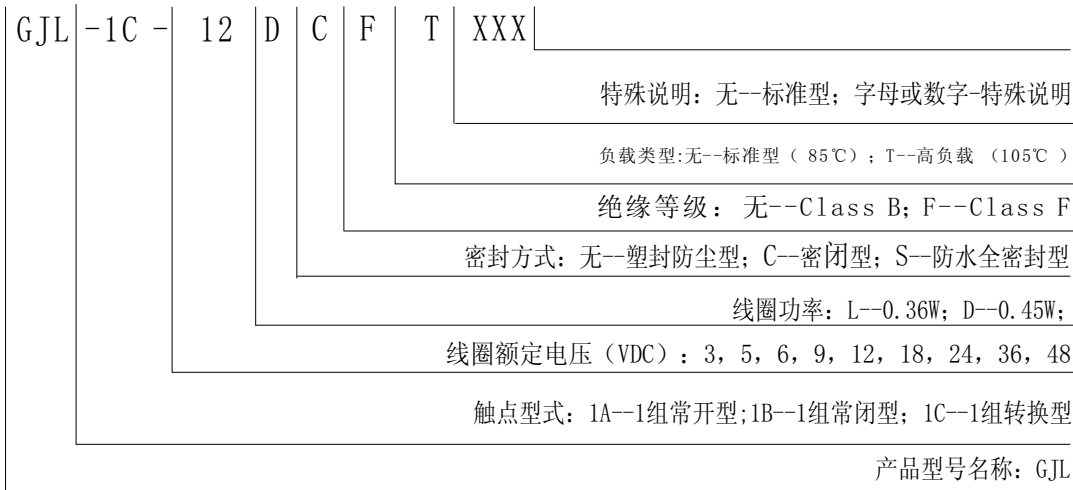 GJL -1C - 12 D C F T XXX
特殊说明：无--标准型；字母或数字-特殊说明
负载类型:无--标准型（ 85℃）；T--高负载 （105℃ ）
绝缘等级：无--Class B；F--Class F
密封方式：无--塑封防尘型；C--密闭型；S--防水全密封型
线圈功率：L--0.36W；D--0.45W；
线圈额定电压（VDC）：3，5，6，9，12，18，24，36，48
触点型式：1A--1组常开型;1B--1组常闭型；1C--1组转换型
产品型号名称：GJL